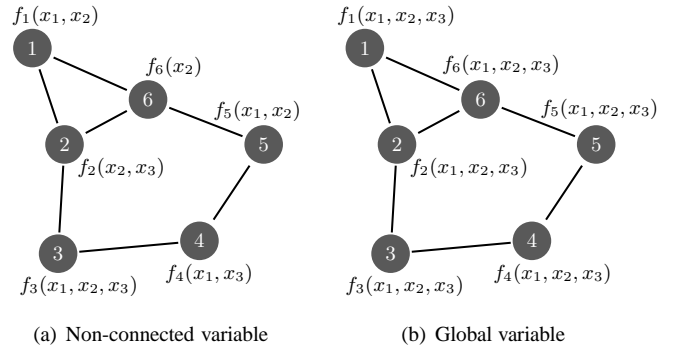 f₁(x₁, x₂)
1
f₆(x₂)
6
f₅(x₁, x₂)
2
5
f₂(x₂, x₃)
3
4
f₄(x₁, x₃)
f₃(x₁, x₂, x₃)
(a) Non-connected variable
f₁(x₁, x₂, x₃)
1
f₆(x₁, x₂, x₃)
6
f₅(x₁, x₂, x₃)
2
5
f₂(x₁, x₂, x₃)
3
4
f₄(x₁, x₂, x₃)
f₃(x₁, x₂, x₃)
(b) Global variable